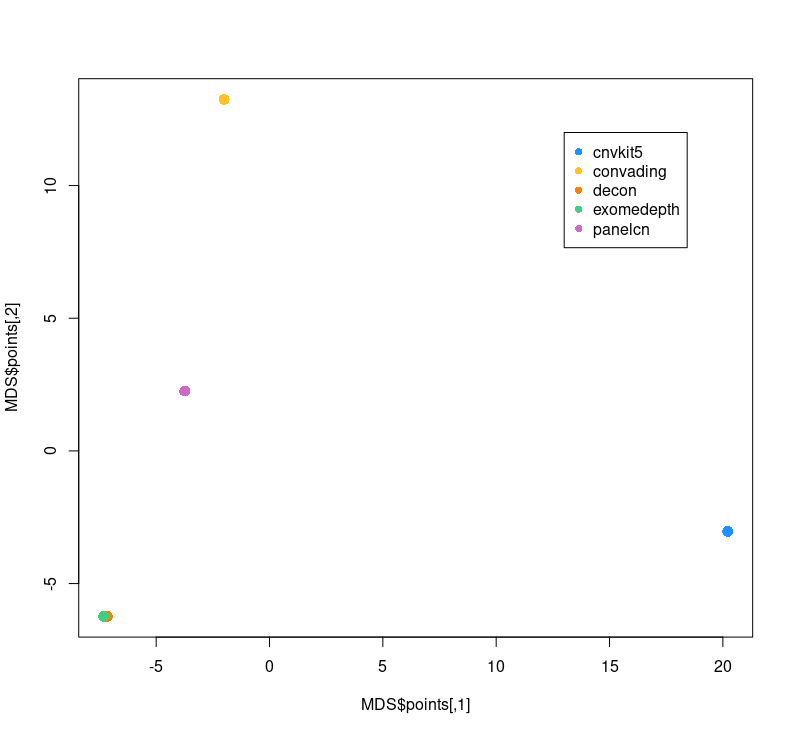 cnvkit5
convading
decon
exomedepth
panelcn
10
5
0
-5
MDS$points[,2]
-5
0
5
10
15
20
MDS$points[,1]